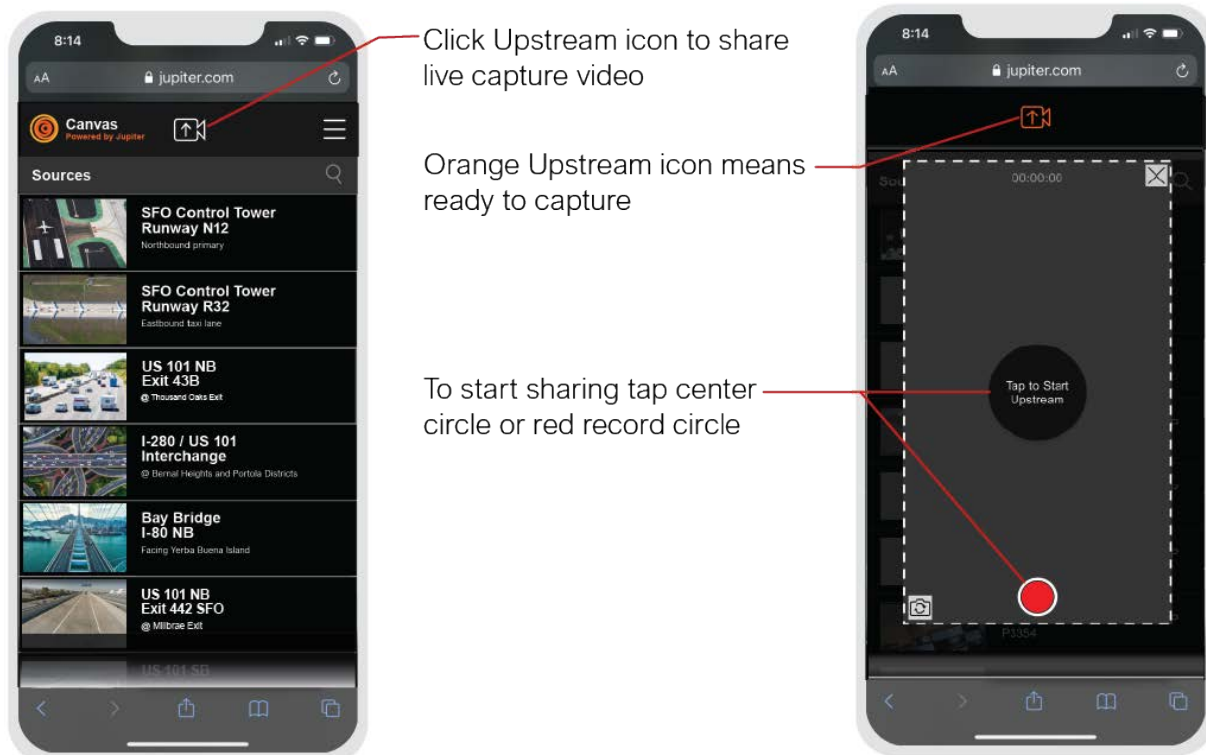 8:14
AA jupiter.com
Canvas
Powered by Jupiter
Sources
SFO Control Tower
Runway N12
Northbound primary
SFO Control Tower
Runway R32
Eastbound taxi lane
US 101 NB
Exit 43B
@ Thousand Oaks Exit
I-280 / US 101
Interchange
@ Bernal Heights and Portola Districts
Bay Bridge
I-80 NB
Facing Yerba Buena Island
US 101 NB
Exit 442 SFO
@ Millbrae Exit
US 101 SB
Click Upstream icon to share
live capture video
Orange Upstream icon means
ready to capture
To start sharing tap center
circle or red record circle
8:14
AA jupiter.com
Sou
00:00:00
Tap to Start
Upstream
P3354